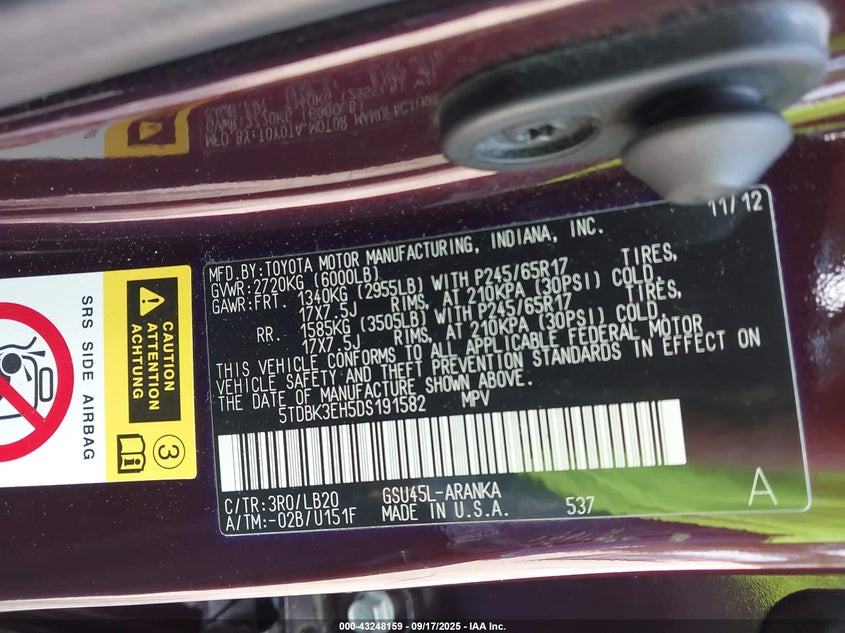 11/12
MFD.BY:TOYOTA MOTOR MANUFACTURING, INDIANA, INC.
GVWR:2720KG (6000LB)
GAWR:FRT. 1340KG (2955LB) WITH P245/65R17 TIRES,
17X7.5J RIMS, AT 210KPA (30PSI) COLD,
RR. 1585KG (3505LB) WITH P245/65R17 TIRES,
17X7.5J RIMS, AT 210KPA (30PSI) COLD.
THIS VEHICLE CONFORMS TO ALL APPLICABLE FEDERAL MOTOR
VEHICLE SAFETY AND THEFT PREVENTION STANDARDS IN EFFECT ON
THE DATE OF MANUFACTURE SHOWN ABOVE.
5TDBK3EH5DS191582 MPV
C/TR:3R0/LB20 GSU45L-ARANKA
A/TM:-02B/U151F MADE IN U.S.A. 537
A
SRS SIDE AIRBAG
CAUTION
ATTENTION
ACHTUNG
3
000-43248159 — 09/17/2025 — IAA Inc.